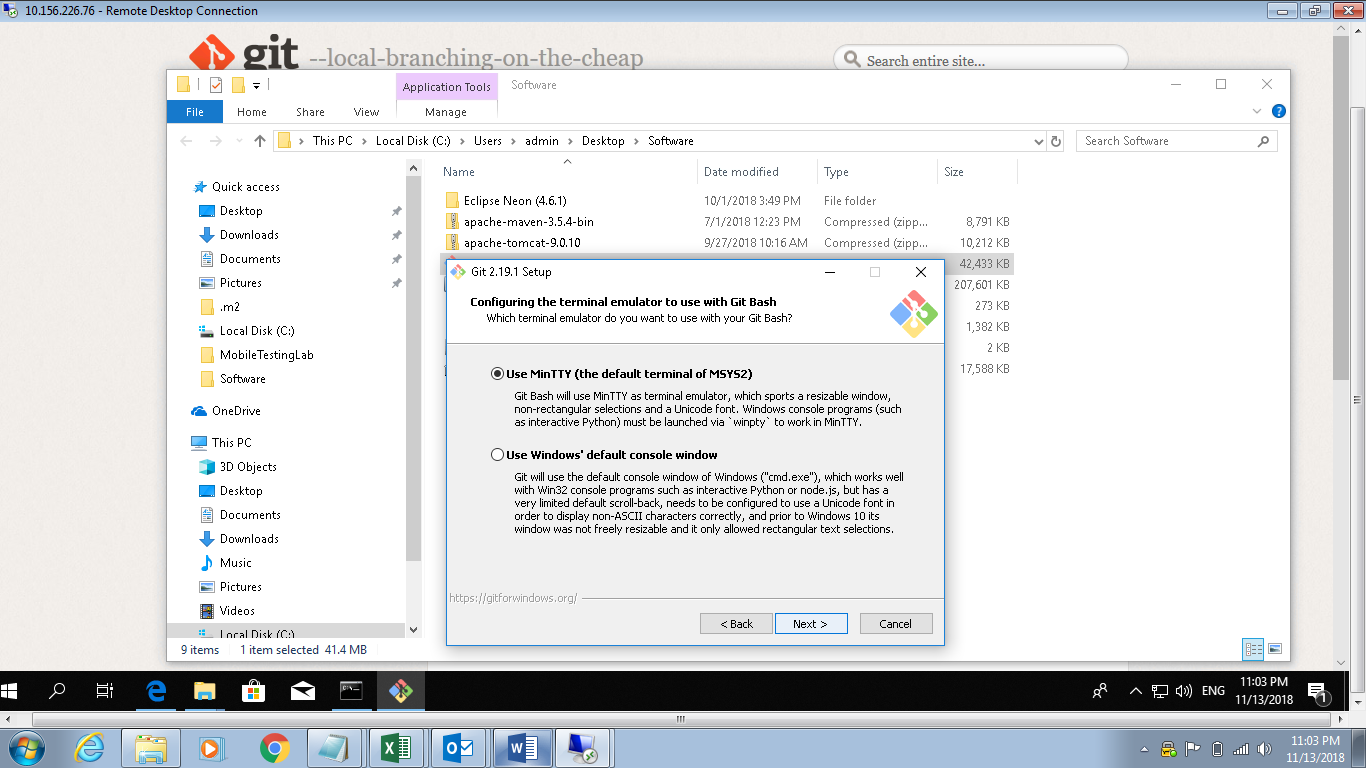 10.156.226.76 - Remote Desktop Connection
git --local-branching-on-the-cheap
Search entire site...
Application Tools
Software
File
Home
Share
View
Manage
This PC
Local Disk (C:)
Users
admin
Desktop
Software
Search Software
Name
Date modified
Type
Size
Quick access
Desktop
Downloads
Documents
Pictures
.m2
Local Disk (C:)
MobileTestingLab
Software
OneDrive
This PC
3D Objects
Desktop
Documents
Downloads
Music
Pictures
Videos
Local Disk (C:)
Eclipse Neon (4.6.1) 10/1/2018 3:49 PM File folder
apache-maven-3.5.4-bin 7/1/2018 12:23 PM Compressed (zipp... 8,791 KB
apache-tomcat-9.0.10 9/27/2018 10:16 AM Compressed (zipp... 10,212 KB
42,433 KB
207,601 KB
273 KB
1,382 KB
2 KB
17,588 KB
Git 2.19.1 Setup
Configuring the terminal emulator to use with Git Bash
Which terminal emulator do you want to use with your Git Bash?
Use MinTTY (the default terminal of MSYS2)
Git Bash will use MinTTY as terminal emulator, which sports a resizable window,
non-rectangular selections and a Unicode font. Windows console programs (such
as interactive Python) must be launched via `winpty` to work in MinTTY.
Use Windows' default console window
Git will use the default console window of Windows ("cmd.exe"), which works well
with Win32 console programs such as interactive Python or node.js, but has a
very limited default scroll-back, needs to be configured to use a Unicode font in
order to display non-ASCII characters correctly, and prior to Windows 10 its
window was not freely resizable and it only allowed rectangular text selections.
https://gitforwindows.org/
< Back
Next >
Cancel
9 items 1 item selected 41.4 MB
ENG
11:03 PM
11/13/2018
1
11:03 PM
11/13/2018